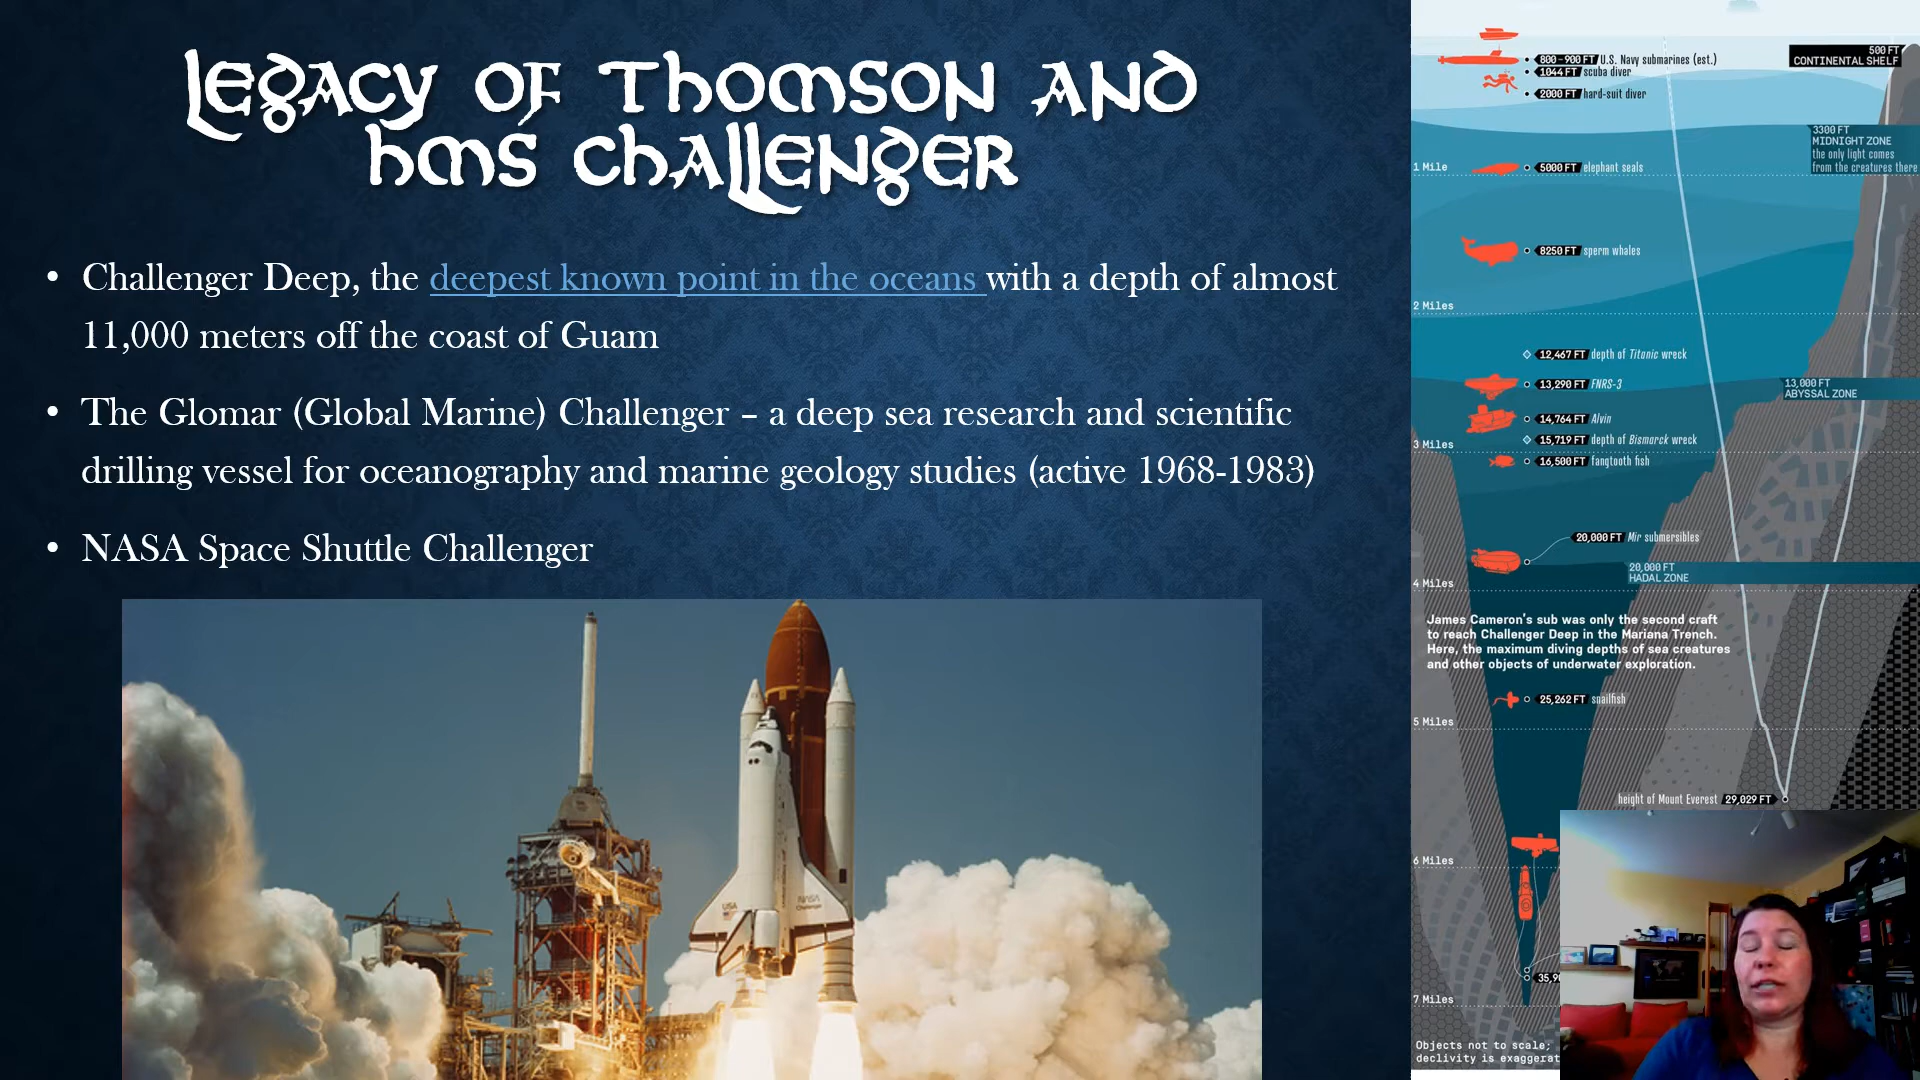 Legacy of Thomson and
HMS Challenger
• Challenger Deep, the deepest known point in the oceans with a depth of almost
11,000 meters off the coast of Guam
• The Glomar (Global Marine) Challenger – a deep sea research and scientific
drilling vessel for oceanography and marine geology studies (active 1968-1983)
• NASA Space Shuttle Challenger
USA
NASA
Challenger
500 FT
CONTINENTAL SHELF
800–900 FT U.S. Navy submarines (est.)
1044 FT scuba diver
2000 FT hard-suit diver
3300 FT
MIDNIGHT ZONE
the only light comes
from the creatures there
1 Mile
5000 FT elephant seals
8250 FT sperm whales
2 Miles
12,467 FT depth of Titanic wreck
13,290 FT FNRS-3
13,000 FT
ABYSSAL ZONE
14,764 FT Alvin
15,719 FT depth of Bismarck wreck
3 Miles
16,500 FT fangtooth fish
20,000 FT Mir submersibles
20,000 FT
HADAL ZONE
4 Miles
James Cameron's sub was only the second craft
to reach Challenger Deep in the Mariana Trench.
Here, the maximum diving depths of sea creatures
and other objects of underwater exploration.
25,262 FT snailfish
5 Miles
height of Mount Everest 29,029 FT
6 Miles
7 Miles
Objects not to scale;
declivity is exaggerat